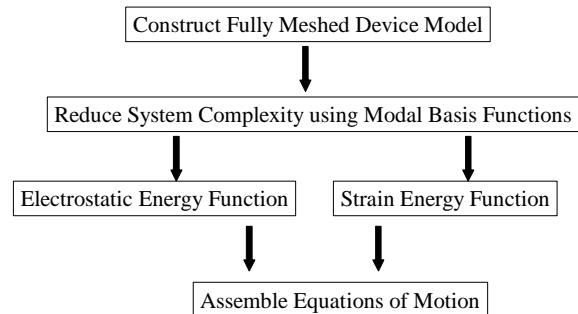 Construct Fully Meshed Device Model
Reduce System Complexity using Modal Basis Functions
Electrostatic Energy Function
Strain Energy Function
Assemble Equations of Motion